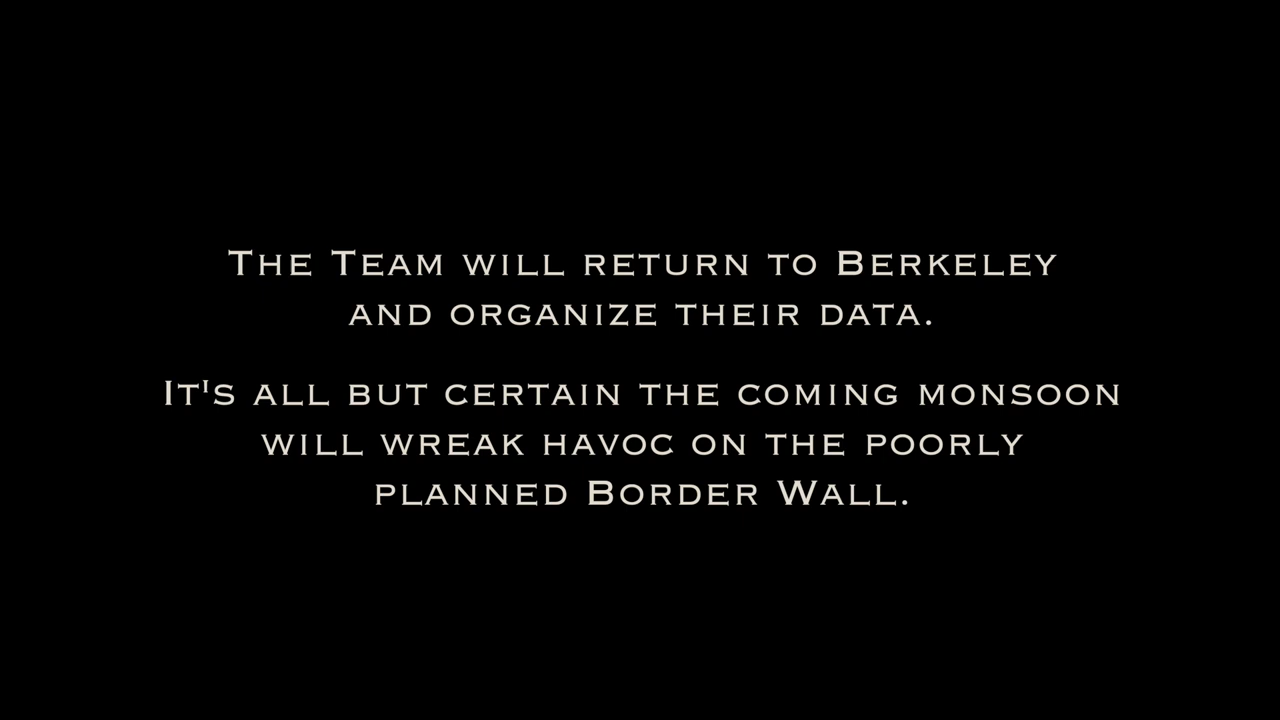 The Team will return to Berkeley
and organize their data.
It's all but certain the coming monsoon
will wreak havoc on the poorly
planned Border Wall.